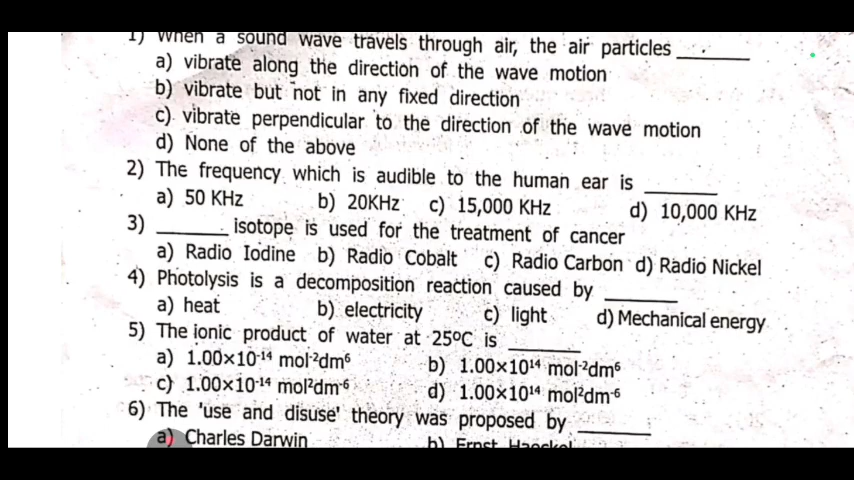 1) When a sound wave travels through air, the air particles ______
a) vibrate along the direction of the wave motion
b) vibrate but not in any fixed direction
c) vibrate perpendicular to the direction of the wave motion
d) None of the above
2) The frequency which is audible to the human ear is ______
a) 50 KHz b) 20KHz c) 15,000 KHz d) 10,000 KHz
3) ______ isotope is used for the treatment of cancer
a) Radio Iodine b) Radio Cobalt c) Radio Carbon d) Radio Nickel
4) Photolysis is a decomposition reaction caused by ______
a) heat b) electricity c) light d) Mechanical energy
5) The ionic product of water at 25⁰C is ______
a) 1.00×10⁻¹⁴ mol⁻²dm⁶ b) 1.00×10¹⁴ mol⁻²dm⁶
c) 1.00×10⁻¹⁴ mol²dm⁻⁶ d) 1.00×10¹⁴ mol²dm⁻⁶
6) The 'use and disuse' theory was proposed by ______
a) Charles Darwin b) Ernst Haeckel